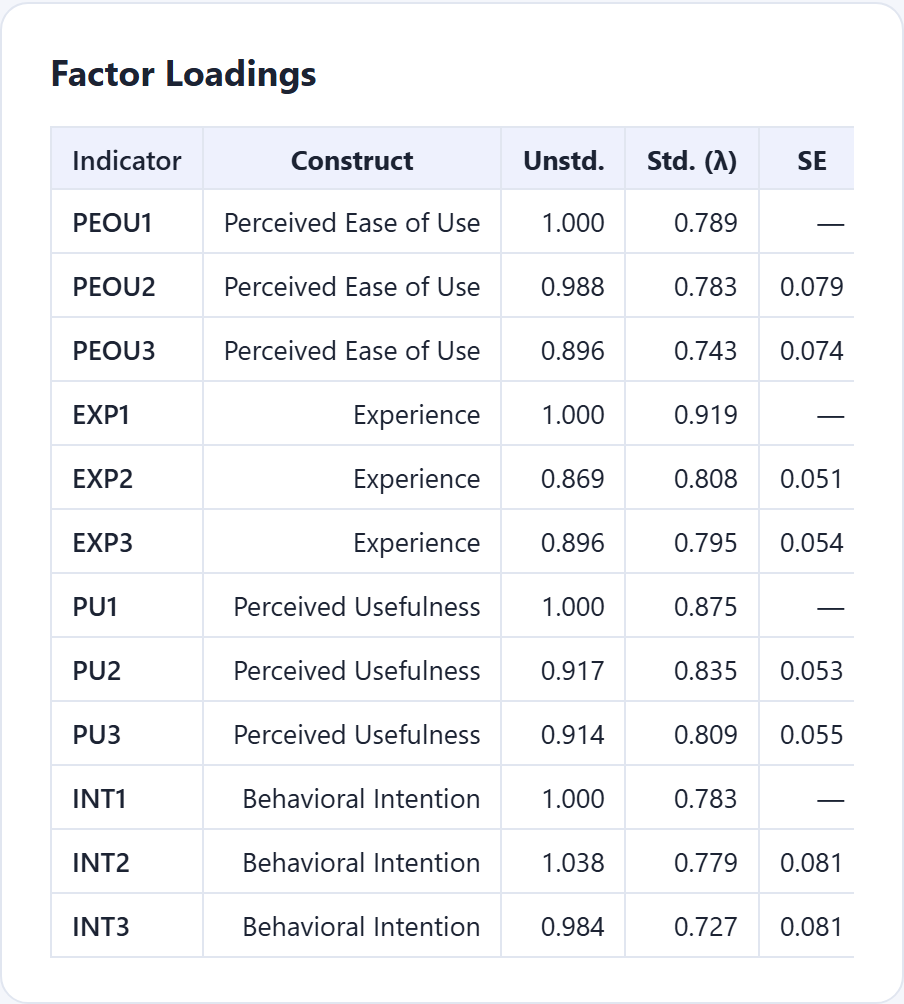 Factor Loadings
Indicator Construct Unstd. Std. (λ) SE
PEOU1 Perceived Ease of Use 1.000 0.789 —
PEOU2 Perceived Ease of Use 0.988 0.783 0.079
PEOU3 Perceived Ease of Use 0.896 0.743 0.074
EXP1 Experience 1.000 0.919 —
EXP2 Experience 0.869 0.808 0.051
EXP3 Experience 0.896 0.795 0.054
PU1 Perceived Usefulness 1.000 0.875 —
PU2 Perceived Usefulness 0.917 0.835 0.053
PU3 Perceived Usefulness 0.914 0.809 0.055
INT1 Behavioral Intention 1.000 0.783 —
INT2 Behavioral Intention 1.038 0.779 0.081
INT3 Behavioral Intention 0.984 0.727 0.081